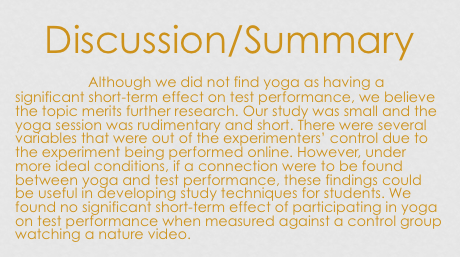 Discussion/Summary
Although we did not find yoga as having a
significant short-term effect on test performance, we believe
the topic merits further research. Our study was small and the
yoga session was rudimentary and short. There were several
variables that were out of the experimenters' control due to
the experiment being performed online. However, under
more ideal conditions, if a connection were to be found
between yoga and test performance, these findings could
be useful in developing study techniques for students. We
found no significant short-term effect of participating in yoga
on test performance when measured against a control group
watching a nature video.